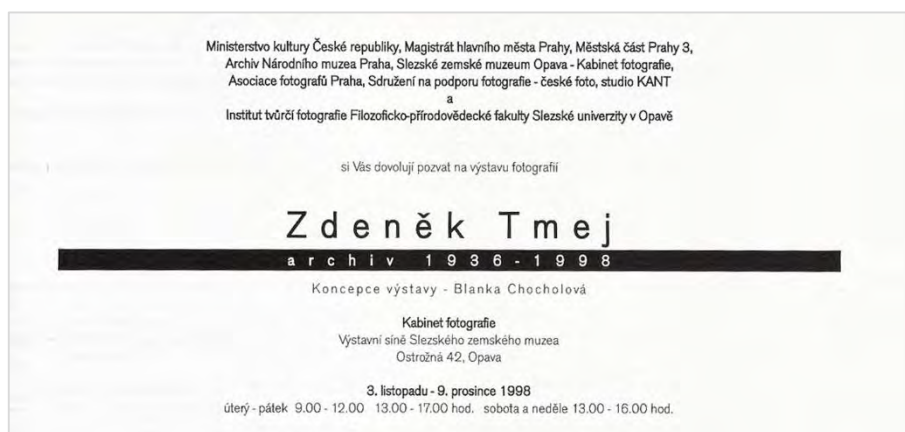 Ministerstvo kultury České republiky, Magistrát hlavního města Prahy, Městská část Prahy 3,
Archiv Národního muzea Praha, Slezské zemské muzeum Opava - Kabinet fotografie,
Asociace fotografů Praha, Sdružení na podporu fotografie - české foto, studio KANT
a
Institut tvůrčí fotografie Filozoficko-přírodovědecké fakulty Slezské univerzity v Opavě
si Vás dovolují pozvat na výstavu fotografií
Zdeněk Tmej
archiv 1936-1998
Koncepce výstavy - Blanka Chocholová
Kabinet fotografie
Výstavní síně Slezského zemského muzea
Ostrožná 42, Opava
3. listopadu - 9. prosince 1998
úterý - pátek 9.00 - 12.00 13.00 - 17.00 hod. sobota a neděle 13.00 - 16.00 hod.